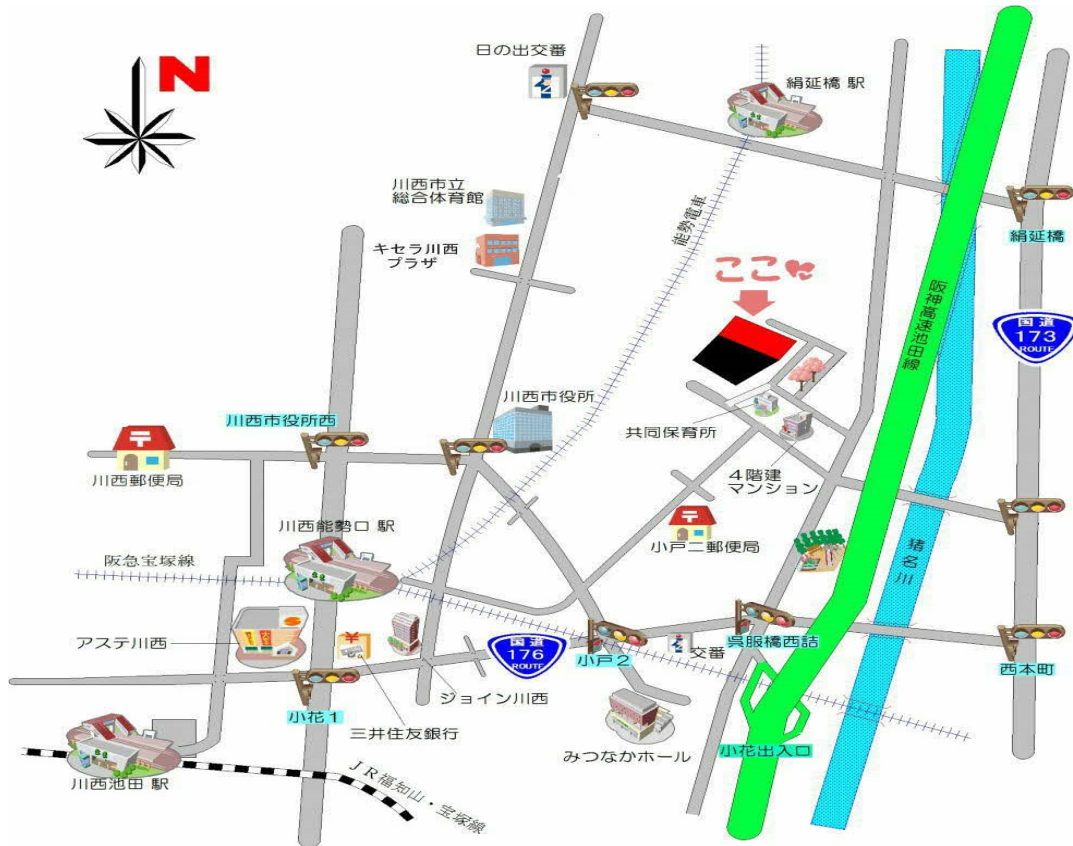 N
日の出交番
絹延橋 駅
川西市立
総合体育館
能勢電車
キセラ川西
プラザ
絹延橋
ここ
阪神高速池田線
国道
173
ROUTE
川西市役所西
川西市役所
共同保育所
川西郵便局
4階建
マンション
川西能勢口 駅
小戸二郵便局
阪急宝塚線
猪名川
アステ川西
国道
176
ROUTE
小戸2
交番
呉服橋西詰
西本町
ジョイン川西
小花1
三井住友銀行
みつなかホール
小花出入口
川西池田 駅
JR福知山・宝塚線